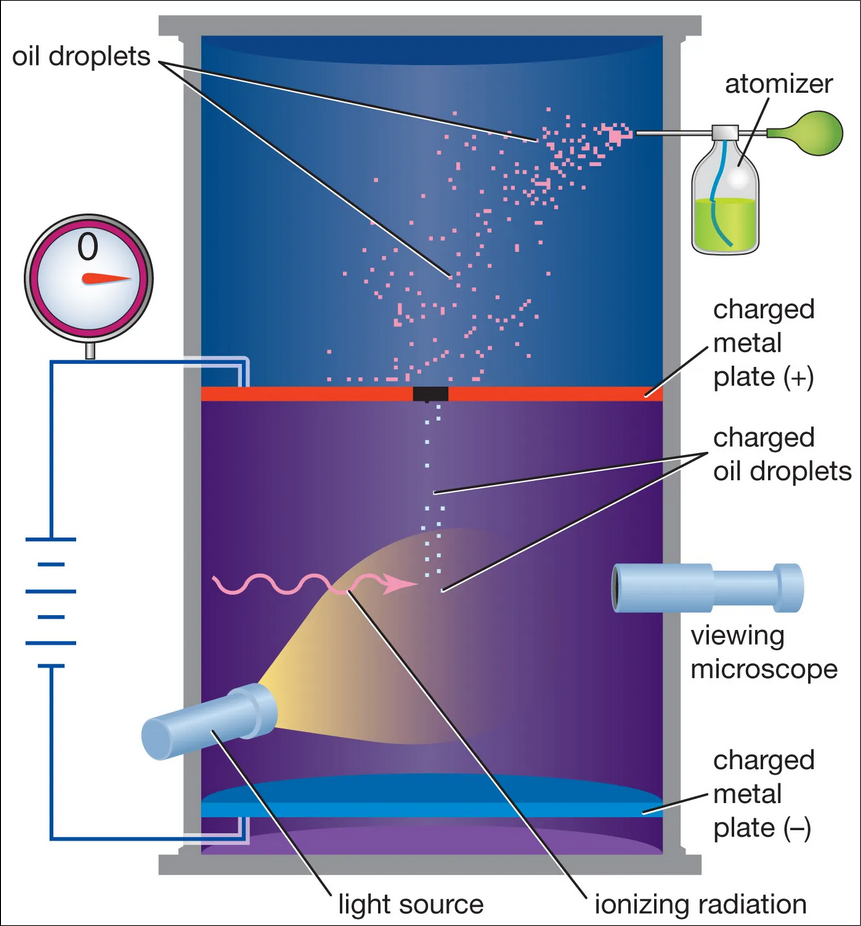 oil droplets
atomizer
0
charged
metal
plate (+)
charged
oil droplets
viewing
microscope
charged
metal
plate (–)
light source
ionizing radiation